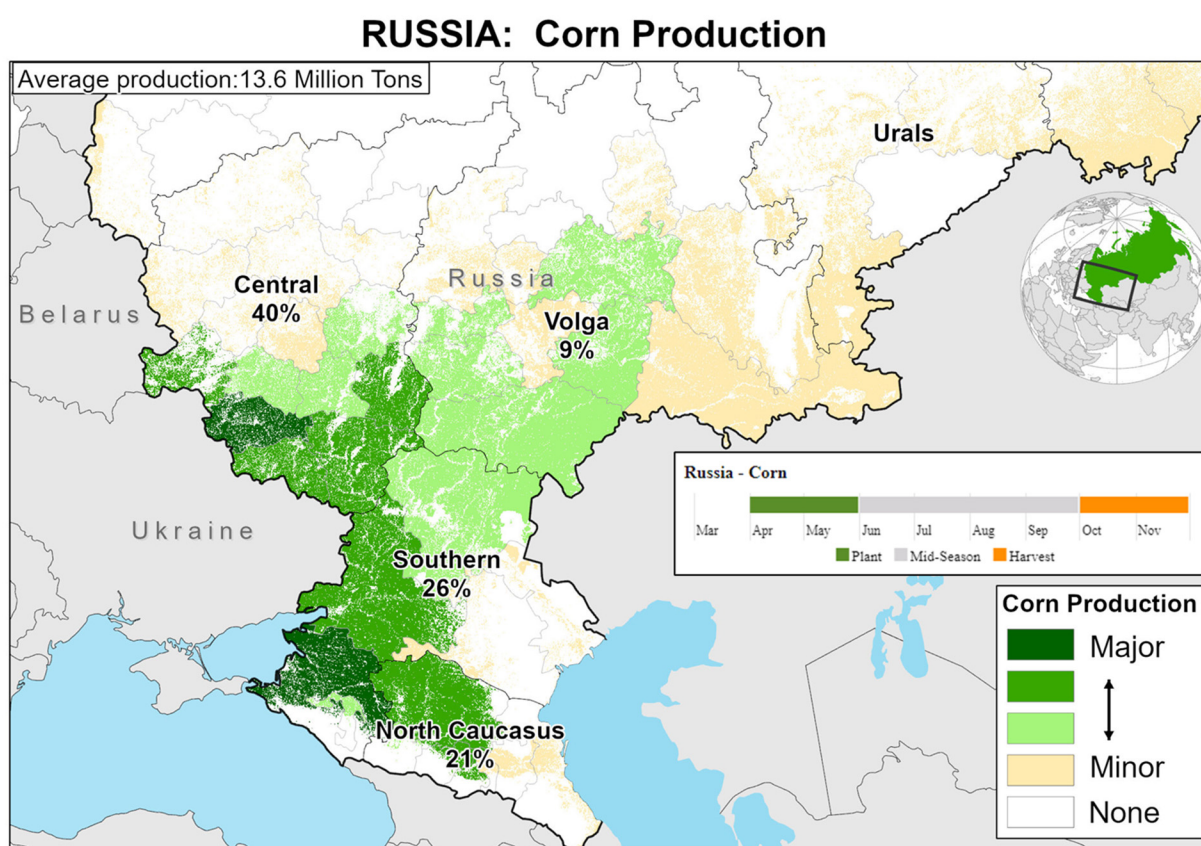 RUSSIA: Corn Production
Average production:13.6 Million Tons
Urals
Central
40%
Russia
Belarus
Volga
9%
Russia - Corn
Mar Apr May Jun Jul Aug Sep Oct Nov
Plant Mid-Season Harvest
Ukraine
Southern
26%
Corn Production
Major
Minor
None
North Caucasus
21%